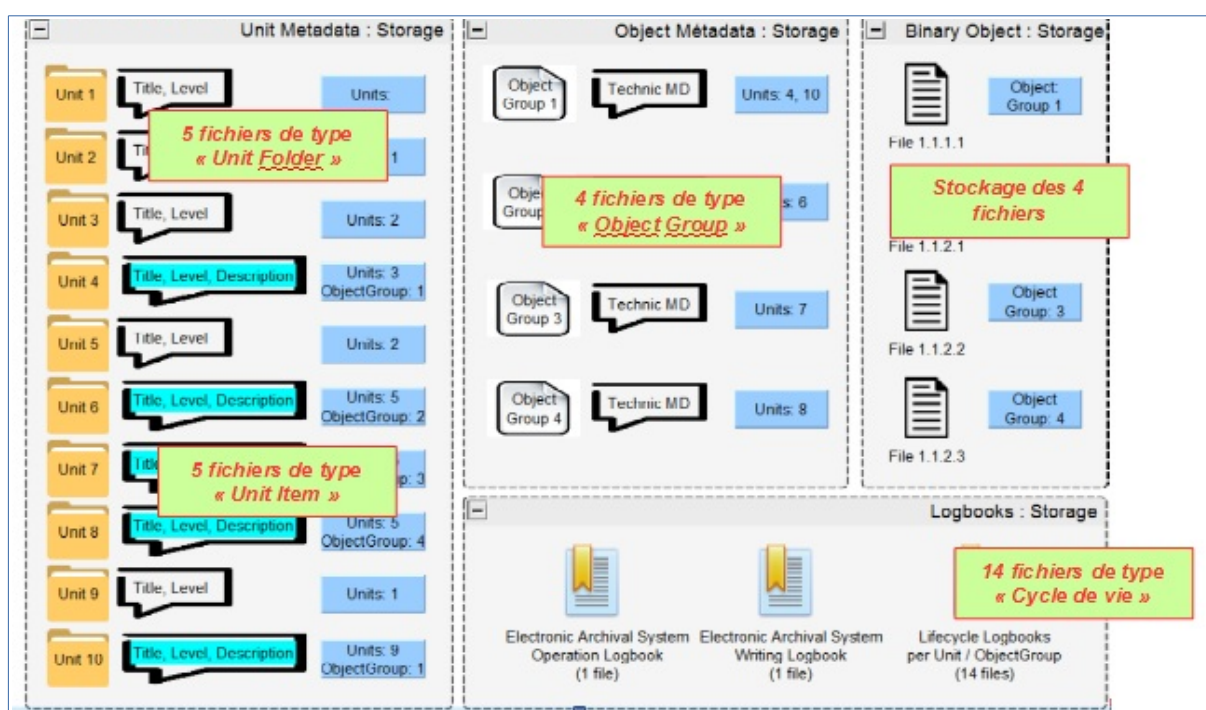 Unit Metadata : Storage
Unit 1
Title, Level
Units:
5 fichiers de type
« Unit Folder »
Unit 2
1
Unit 3
Title, Level
Units: 2
Unit 4
Title, Level, Description
Units: 3
ObjectGroup: 1
Unit 5
Title, Level
Units: 2
Unit 6
Title, Level, Description
Units: 5
ObjectGroup: 2
Unit 7
5 fichiers de type
« Unit Item »
3
Unit 8
Title, Level, Description
Units: 5
ObjectGroup: 4
Unit 9
Title, Level
Units: 1
Unit 10
Title, Level, Description
Units: 9
ObjectGroup: 1
Object Métadata : Storage
Object
Group 1
Technic MD
Units: 4, 10
4 fichiers de type
« Object Group »
6
Object
Group 3
Technic MD
Units: 7
Object
Group 4
Technic MD
Units: 8
Binary Object : Storage
Object:
Group 1
File 1.1.1.1
Stockage des 4
fichiers
File 1.1.2.1
Object
Group: 3
File 1.1.2.2
Object
Group: 4
File 1.1.2.3
Logbooks : Storage
14 fichiers de type
« Cycle de vie »
Electronic Archival System
Operation Logbook
(1 file)
Electronic Archival System
Writing Logbook
(1 file)
Lifecycle Logbooks
per Unit / ObjectGroup
(14 files)